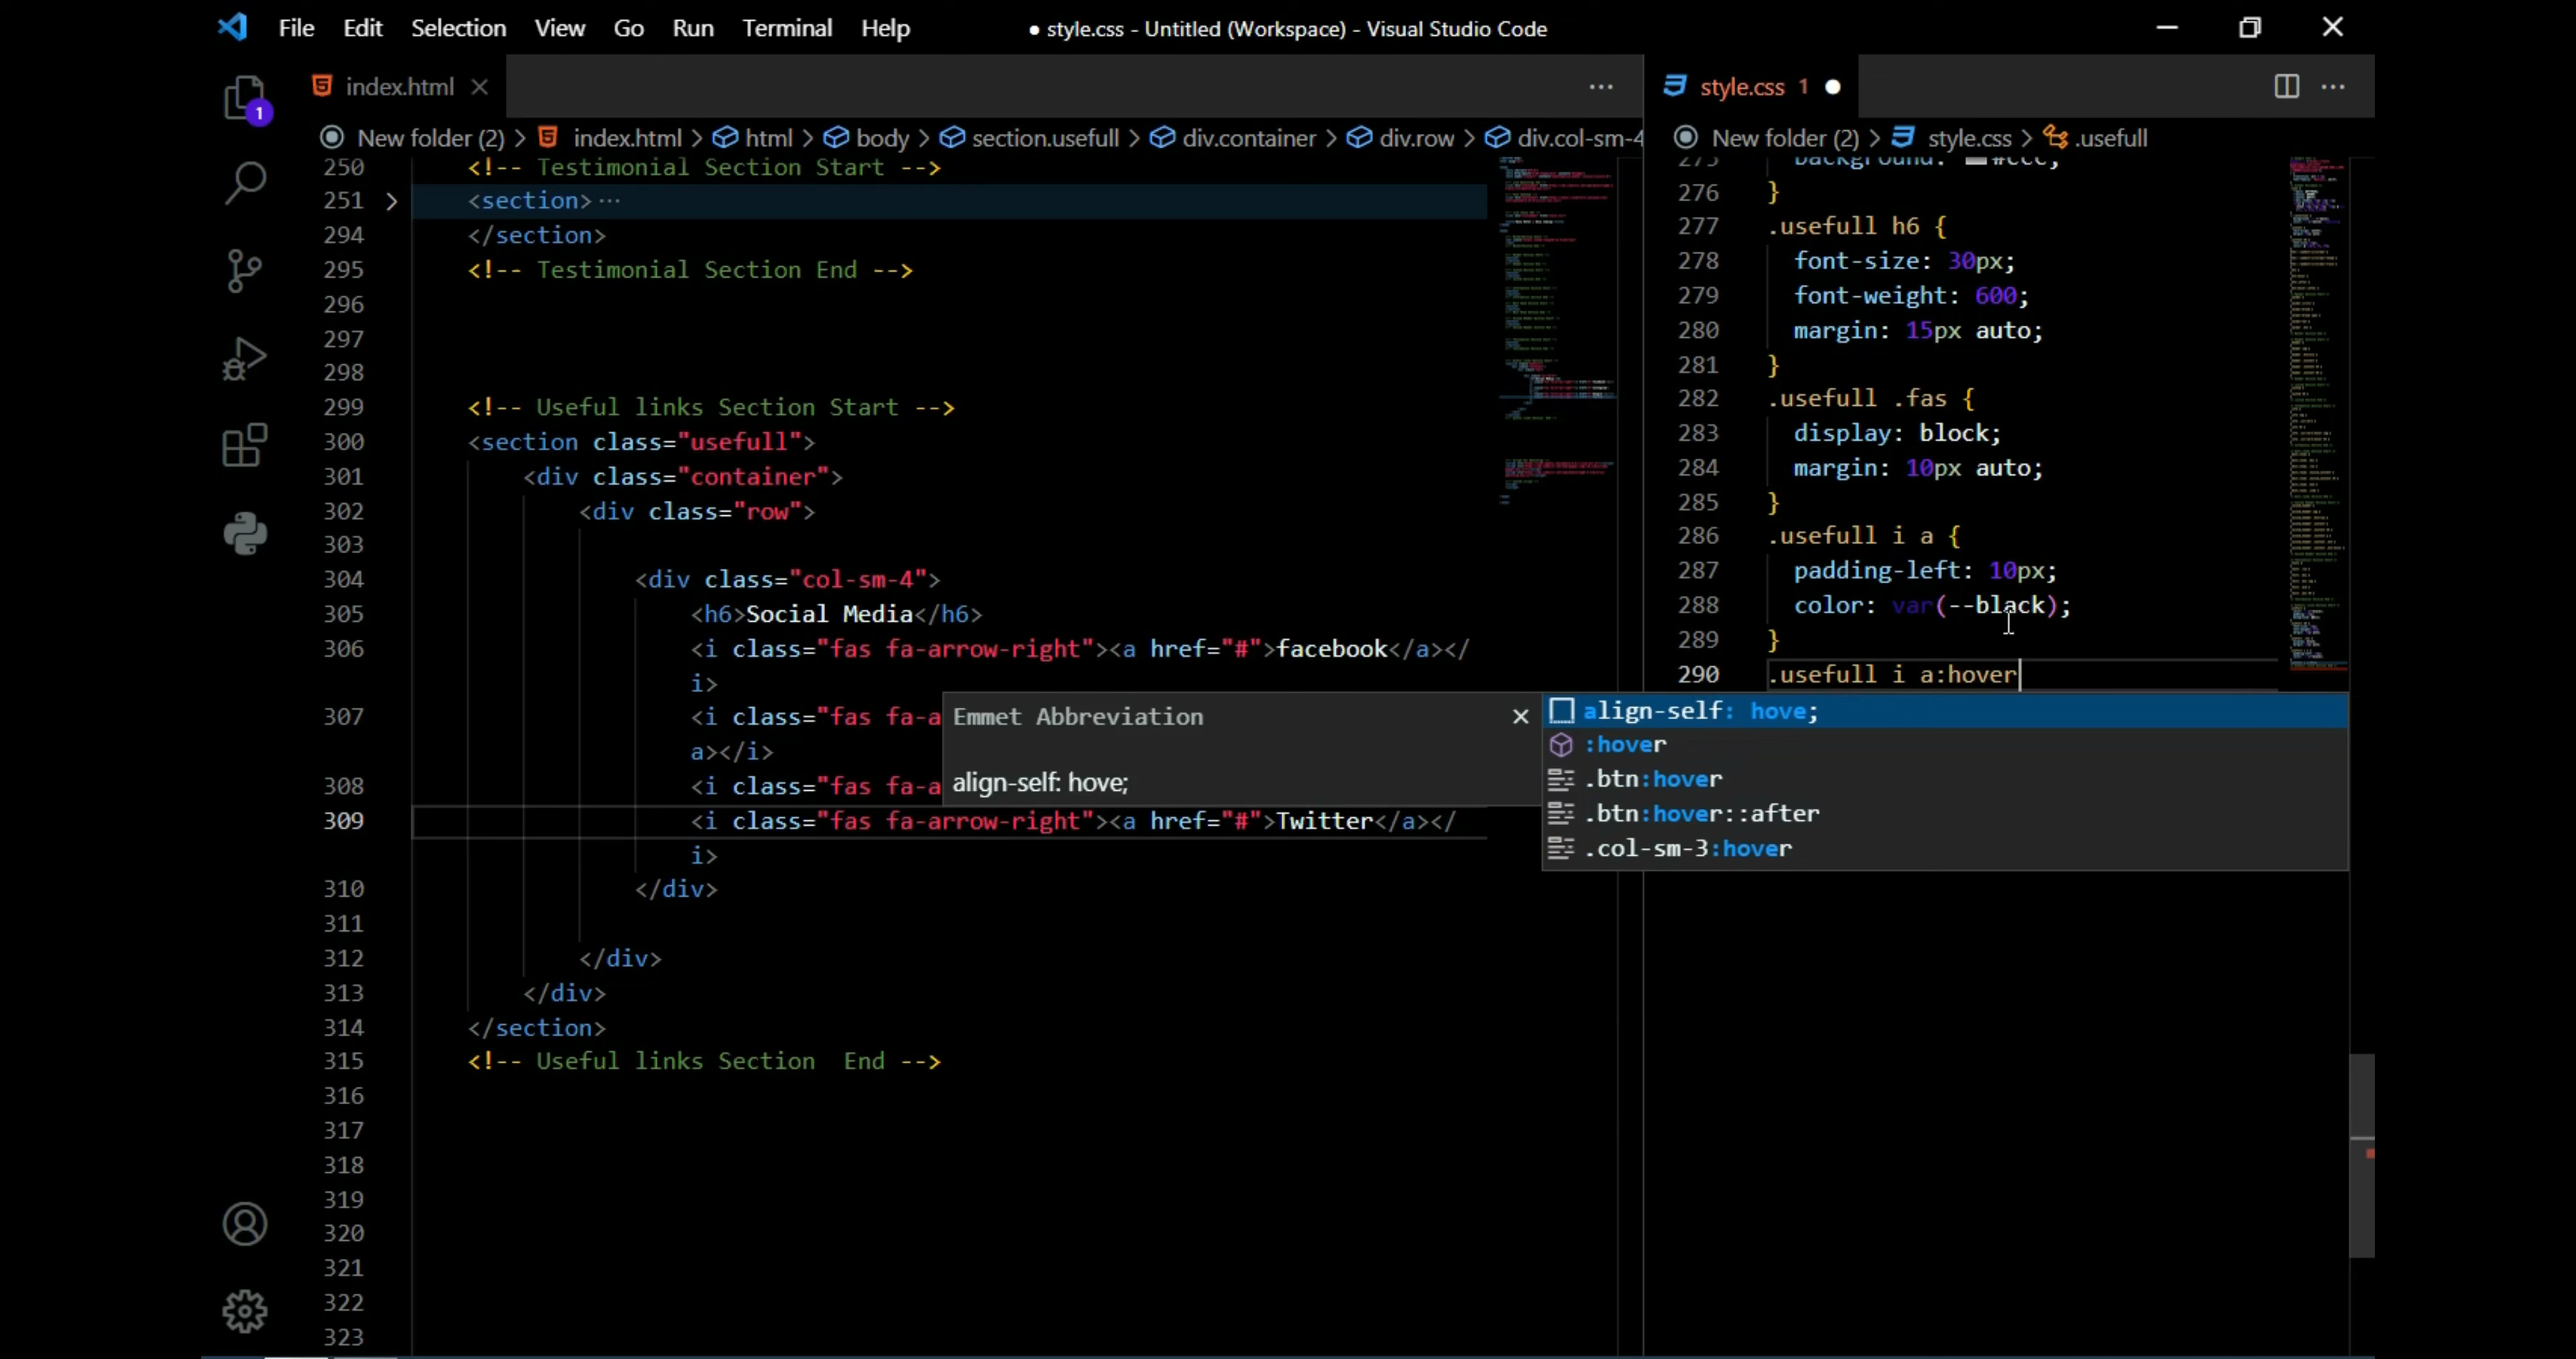 File Edit Selection View Go Run Terminal Help
● style.css - Untitled (Workspace) - Visual Studio Code
index.html
1
New folder (2) > index.html > html > body > section.usefull > div.container > div.row > div.col-sm-4
250 <!-- Testimonial Section Start -->
251 <section>···
294 </section>
295 <!-- Testimonial Section End -->
296
297
298
299 <!-- Useful links Section Start -->
300 <section class="usefull">
301 <div class="container">
302 <div class="row">
303
304 <div class="col-sm-4">
305 <h6>Social Media</h6>
306 <i class="fas fa-arrow-right"><a href="#">facebook</a></
i>
307 <i class="fas fa-a
a></i>
308 <i class="fas fa-a
309 <i class="fas fa-arrow-right"><a href="#">Twitter</a></
i>
310 </div>
311
312 </div>
313 </div>
314 </section>
315 <!-- Useful links Section  End -->
316
317
318
319
320
321
322
323
Emmet Abbreviation
align-self: hove;
style.css 1 ●
New folder (2) > style.css > .usefull
275 background: #ccc;
276 }
277 .usefull h6 {
278 font-size: 30px;
279 font-weight: 600;
280 margin: 15px auto;
281 }
282 .usefull .fas {
283 display: block;
284 margin: 10px auto;
285 }
286 .usefull i a {
287 padding-left: 10px;
288 color: var(--black);
289 }
290 .usefull i a:hover
align-self: hove;
:hover
.btn:hover
.btn:hover::after
.col-sm-3:hover